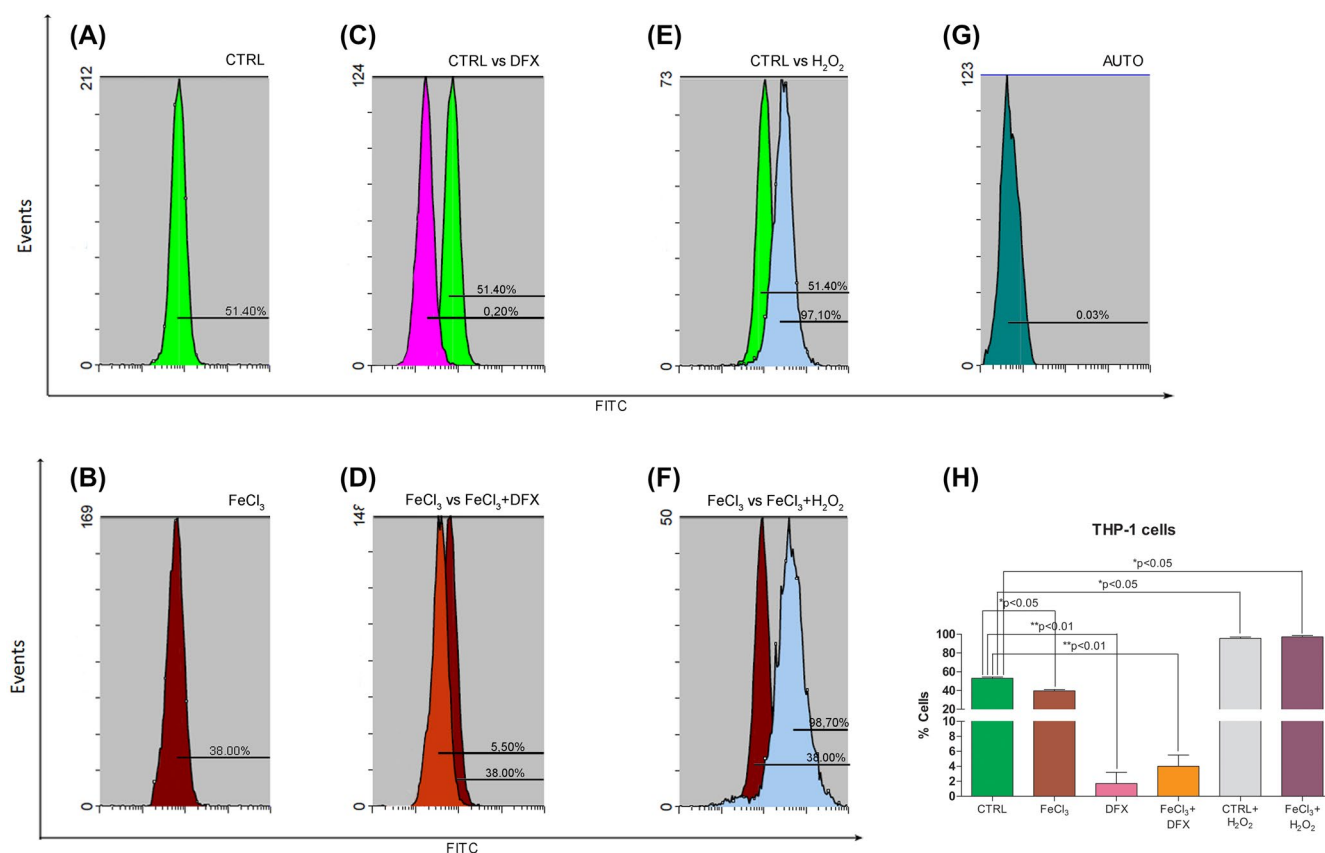 (A)
CTRL
212
51.40%
0
(C)
CTRL vs DFX
124
51.40%
0,20%
0
(E)
CTRL vs H₂O₂
73
51.40%
97,10%
0
(G)
AUTO
123
0.03%
0
Events
FITC
(B)
FeCl₃
169
38.00%
0
(D)
FeCl₃ vs FeCl₃+DFX
148
5,50%
38.00%
0
(F)
FeCl₃ vs FeCl₃+H₂O₂
50
98,70%
38.00%
0
Events
FITC
(H)
THP-1 cells
*p<0.05
*p<0.05
*p<0.05
**p<0.01
**p<0.01
% Cells
100
80
60
40
20
10
8
6
4
2
0
CTRL
FeCl₃
DFX
FeCl₃+
DFX
CTRL+
H₂O₂
FeCl₃+
H₂O₂